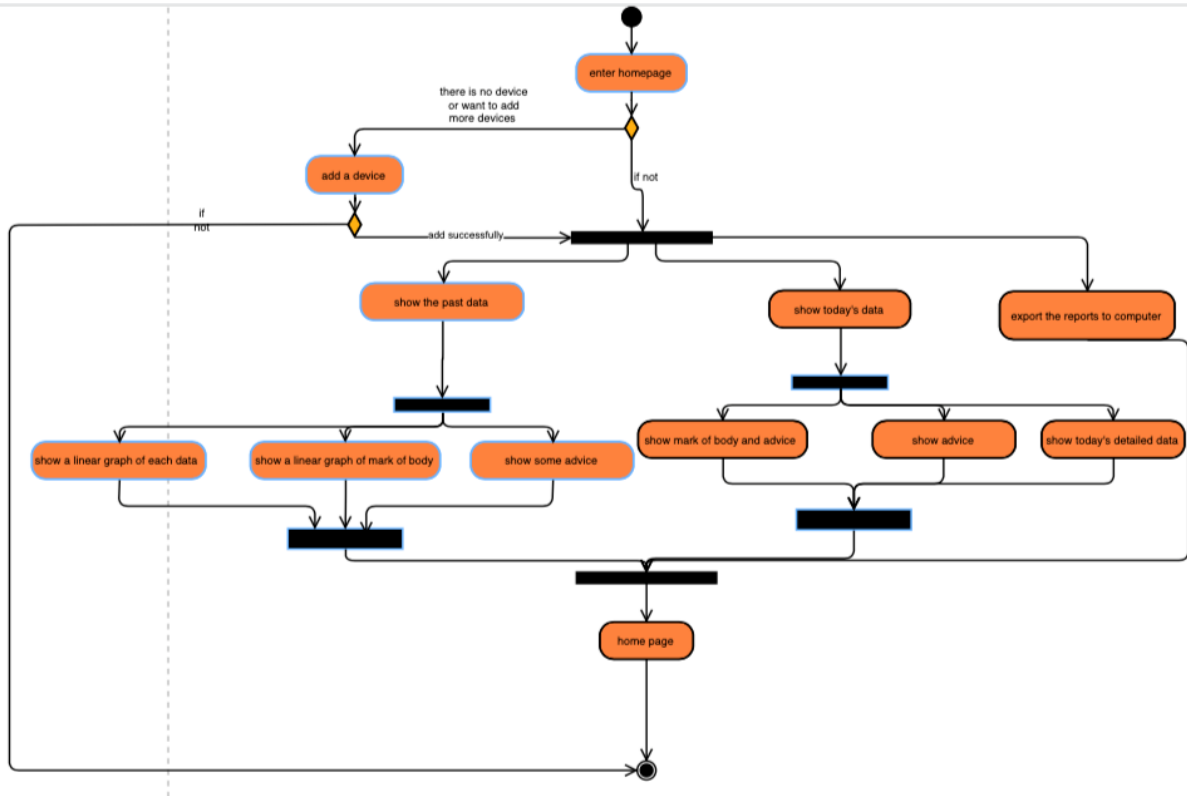 enter homepage
there is no device
or want to add
more devices
add a device
if not
if
not
add successfully
show the past data
show today's data
export the reports to computer
show mark of body and advice
show advice
show today's detailed data
show a linear graph of each data
show a linear graph of mark of body
show some advice
home page